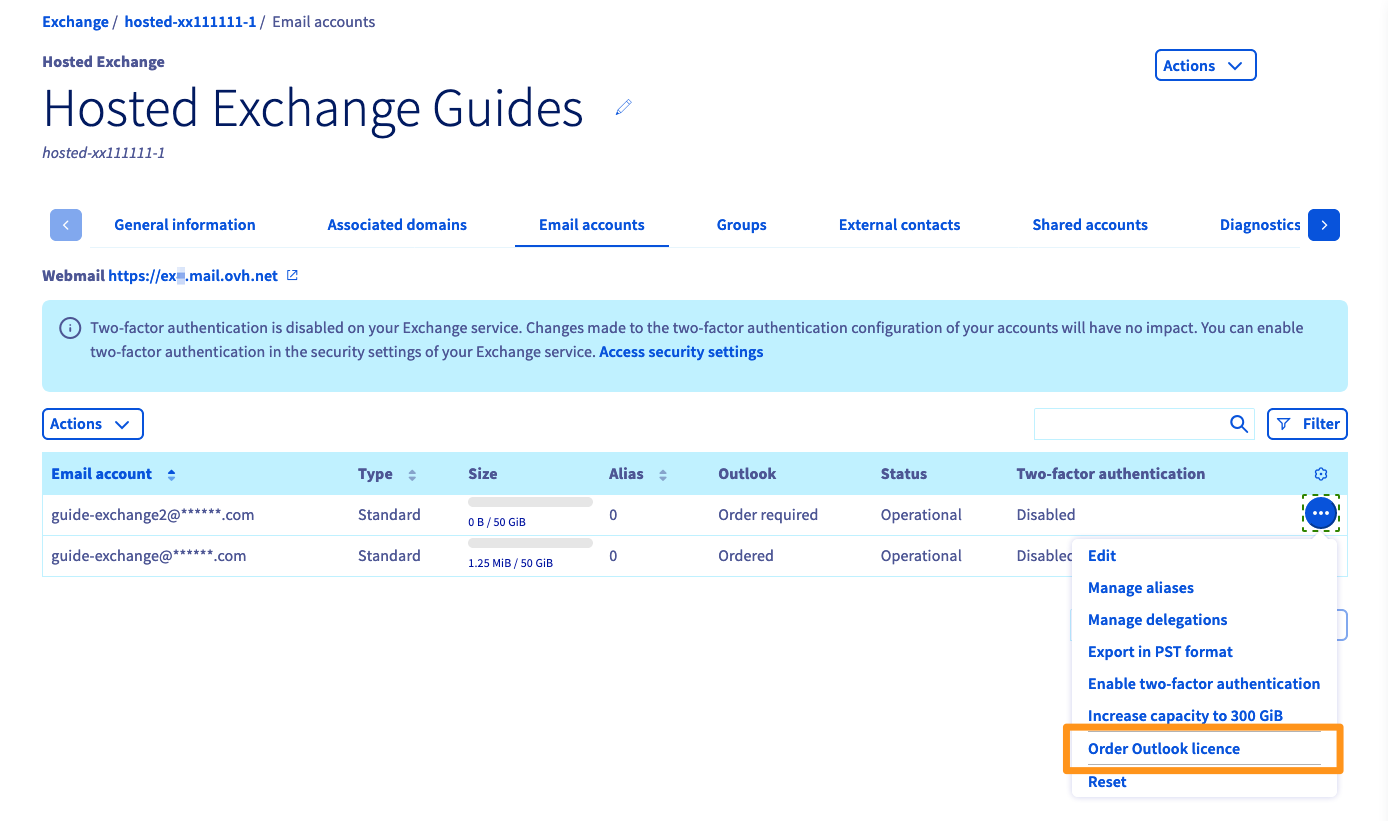 Exchange / hosted-xx111111-1 / Email accounts
Hosted Exchange
Actions
Hosted Exchange Guides
hosted-xx111111-1
General information Associated domains Email accounts Groups External contacts Shared accounts Diagnostics
Webmail https://ex .mail.ovh.net
Two-factor authentication is disabled on your Exchange service. Changes made to the two-factor authentication configuration of your accounts will have no impact. You can enable
two-factor authentication in the security settings of your Exchange service. Access security settings
Actions
Filter
Email account Type Size Alias Outlook Status Two-factor authentication
guide-exchange2@******.com Standard 0 B / 50 GiB 0 Order required Operational Disabled
guide-exchange@******.com Standard 1.25 MiB / 50 GiB 0 Ordered Operational Disabled
Edit
Manage aliases
Manage delegations
Export in PST format
Enable two-factor authentication
Increase capacity to 300 GiB
Order Outlook licence
Reset